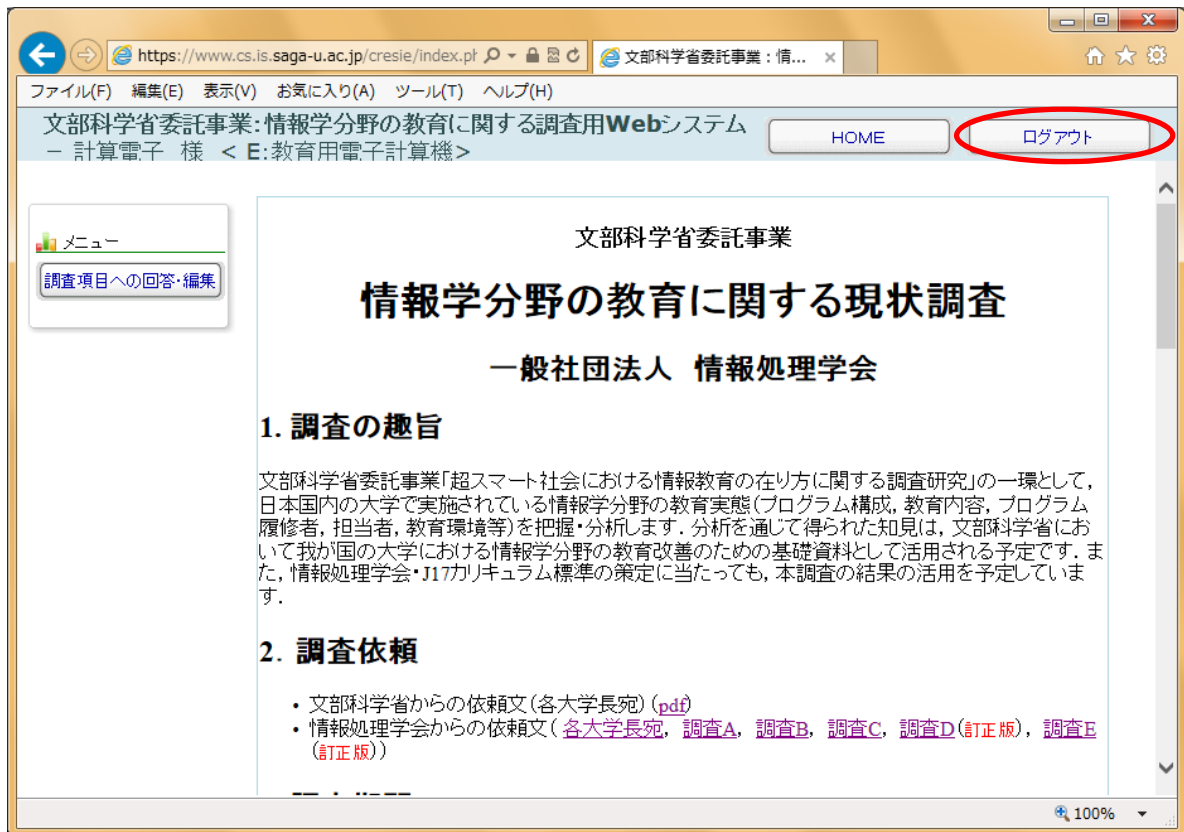 https://www.cs.is.saga-u.ac.jp/cresie/index.ph
文部科学省委託事業：情...
ファイル(F) 編集(E) 表示(V) お気に入り(A) ツール(T) ヘルプ(H)
文部科学省委託事業：情報学分野の教育に関する調査用Webシステム
－ 計算電子 様 < E:教育用電子計算機>
HOME
ログアウト
メニュー
調査項目への回答・編集
文部科学省委託事業
情報学分野の教育に関する現状調査
一般社団法人 情報処理学会
1. 調査の趣旨
文部科学省委託事業「超スマート社会における情報教育の在り方に関する調査研究」の一環として，
日本国内の大学で実施されている情報学分野の教育実態(プログラム構成，教育内容，プログラム
履修者，担当者，教育環境等)を把握・分析します．分析を通じて得られた知見は，文部科学省にお
いて我が国の大学における情報学分野の教育改善のための基礎資料として活用される予定です．ま
た，情報処理学会・J17カリキュラム標準の策定に当たっても，本調査の結果の活用を予定していま
す．
2. 調査依頼
• 文部科学省からの依頼文(各大学長宛) (pdf)
• 情報処理学会からの依頼文( 各大学長宛, 調査A, 調査B, 調査C, 調査D(訂正版), 調査E
(訂正版))
100%